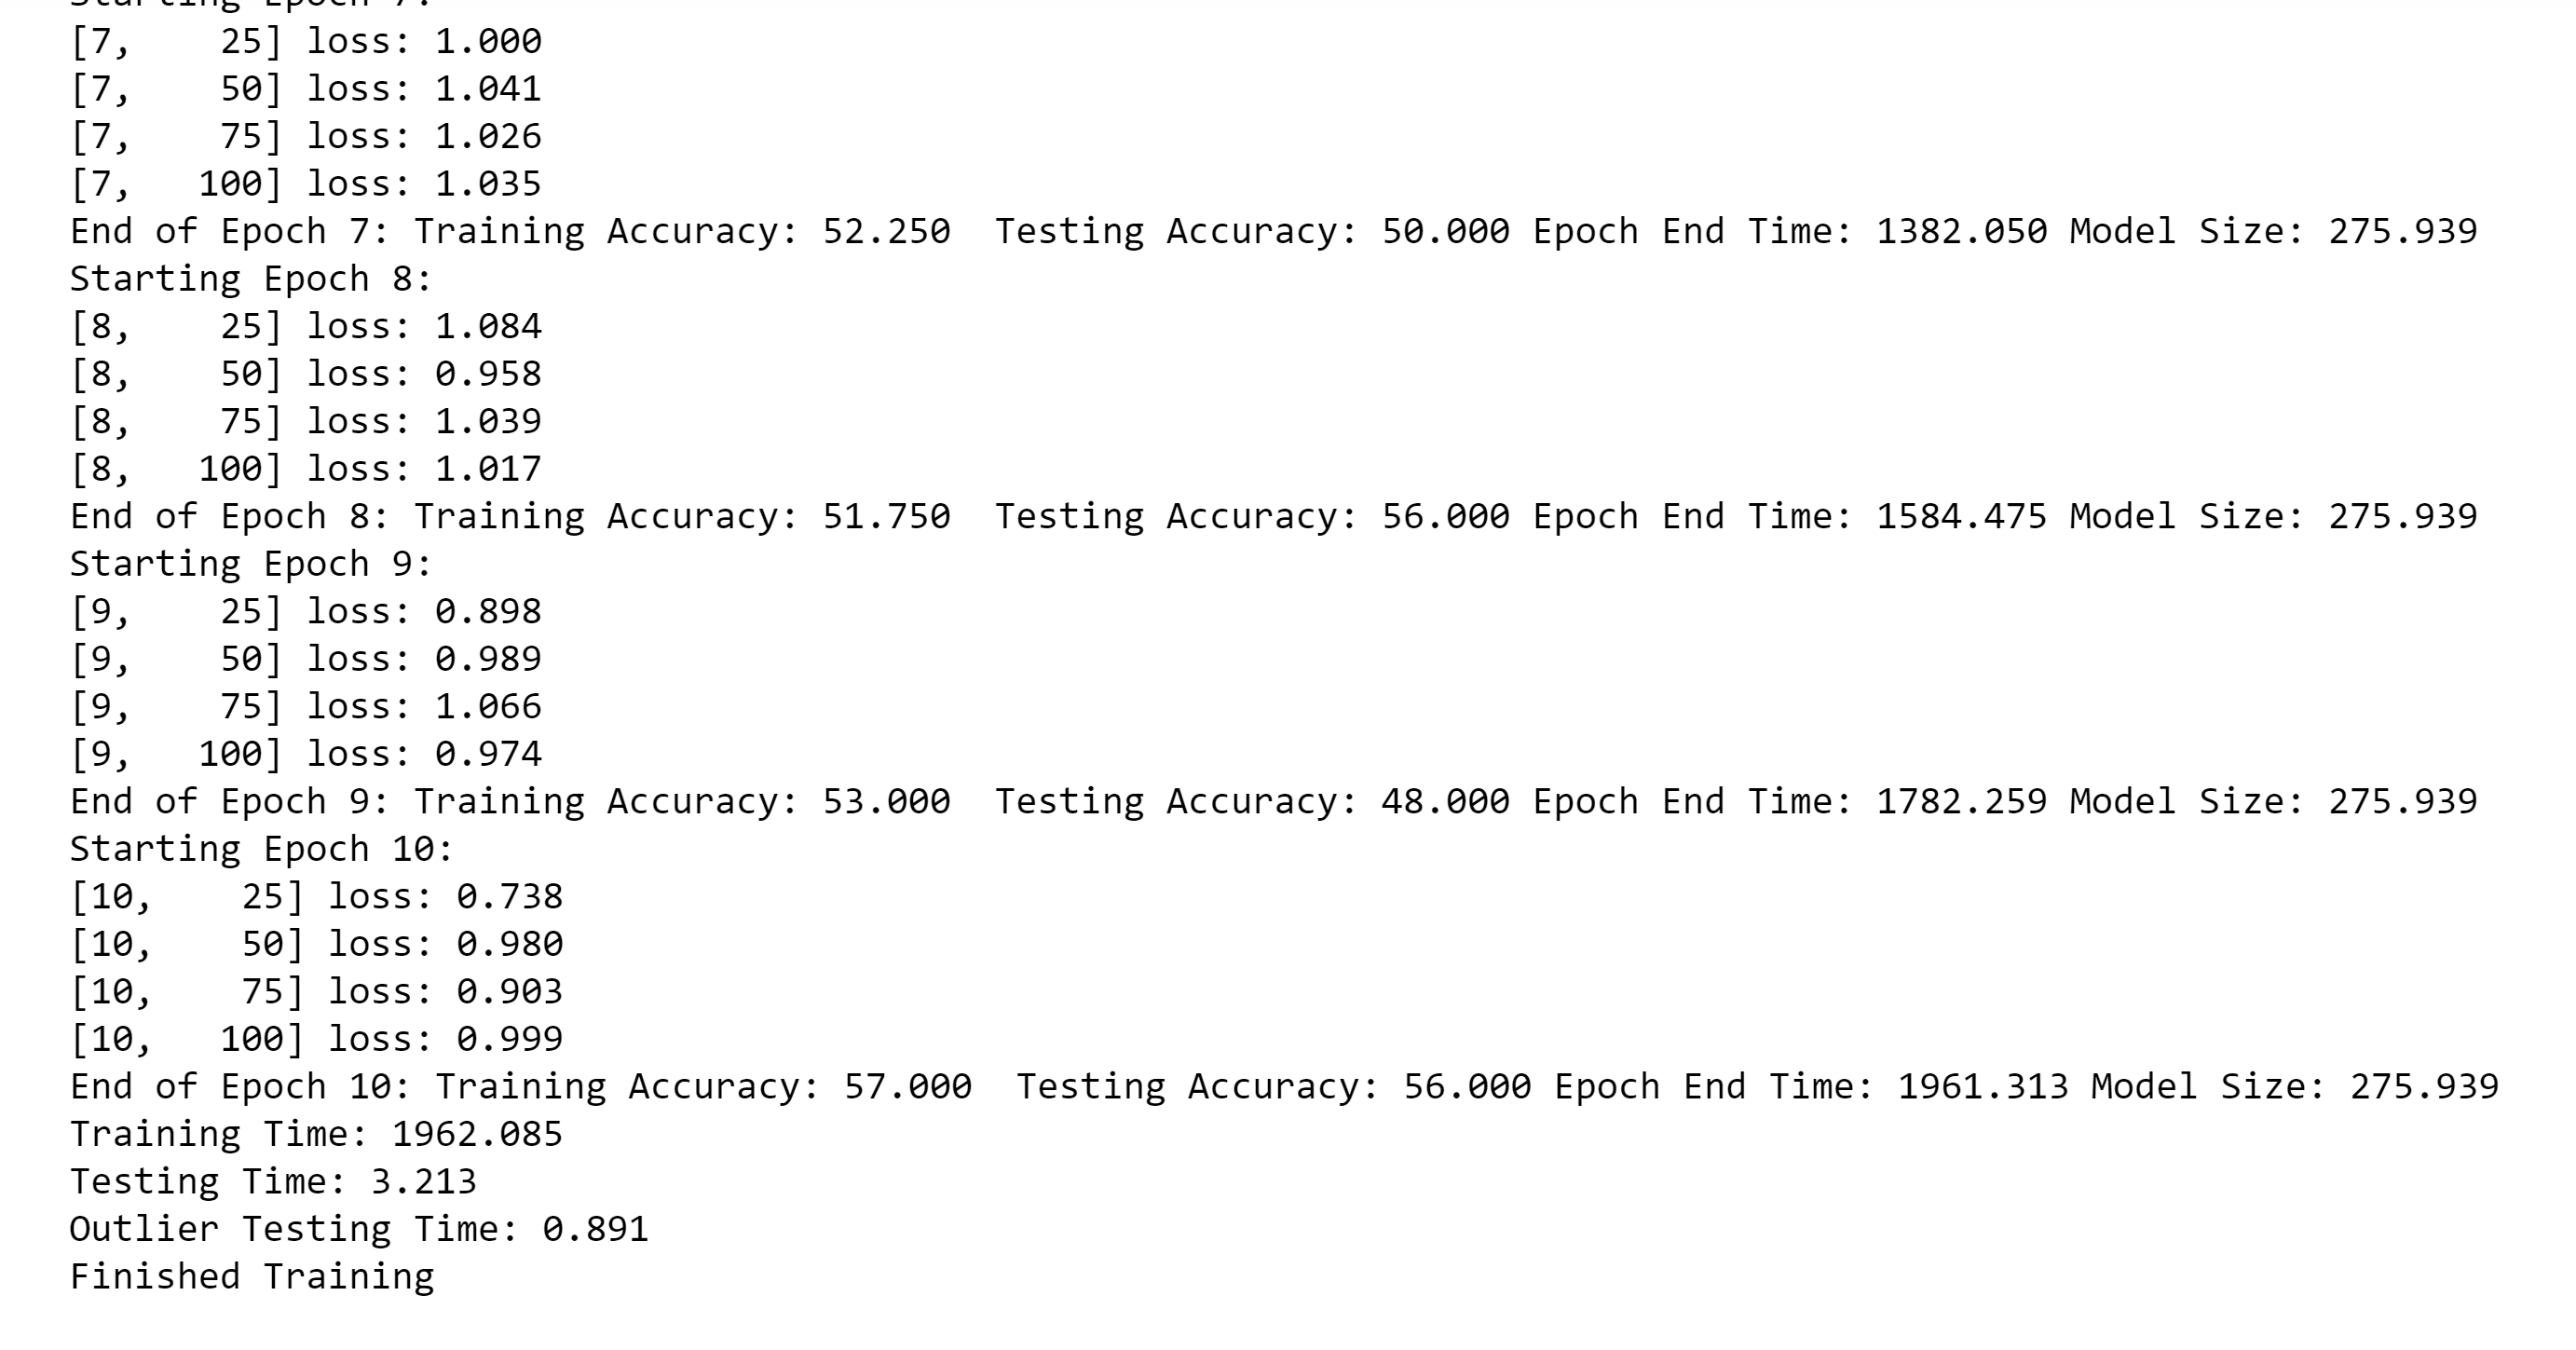 Starting Epoch 7:
[7,    25] loss: 1.000
[7,    50] loss: 1.041
[7,    75] loss: 1.026
[7,   100] loss: 1.035
End of Epoch 7: Training Accuracy: 52.250  Testing Accuracy: 50.000 Epoch End Time: 1382.050 Model Size: 275.939
Starting Epoch 8:
[8,    25] loss: 1.084
[8,    50] loss: 0.958
[8,    75] loss: 1.039
[8,   100] loss: 1.017
End of Epoch 8: Training Accuracy: 51.750  Testing Accuracy: 56.000 Epoch End Time: 1584.475 Model Size: 275.939
Starting Epoch 9:
[9,    25] loss: 0.898
[9,    50] loss: 0.989
[9,    75] loss: 1.066
[9,   100] loss: 0.974
End of Epoch 9: Training Accuracy: 53.000  Testing Accuracy: 48.000 Epoch End Time: 1782.259 Model Size: 275.939
Starting Epoch 10:
[10,    25] loss: 0.738
[10,    50] loss: 0.980
[10,    75] loss: 0.903
[10,   100] loss: 0.999
End of Epoch 10: Training Accuracy: 57.000  Testing Accuracy: 56.000 Epoch End Time: 1961.313 Model Size: 275.939
Training Time: 1962.085
Testing Time: 3.213
Outlier Testing Time: 0.891
Finished Training